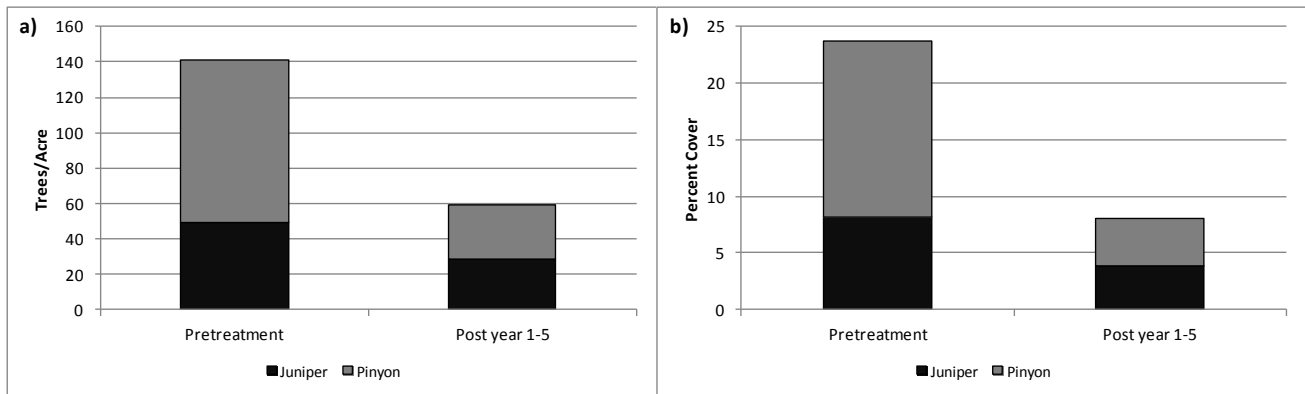 a)
Trees/Acre
160
140
120
100
80
60
40
20
0
Pretreatment
Post year 1-5
Juniper
Pinyon
b)
Percent Cover
25
20
15
10
5
0
Pretreatment
Post year 1-5
Juniper
Pinyon